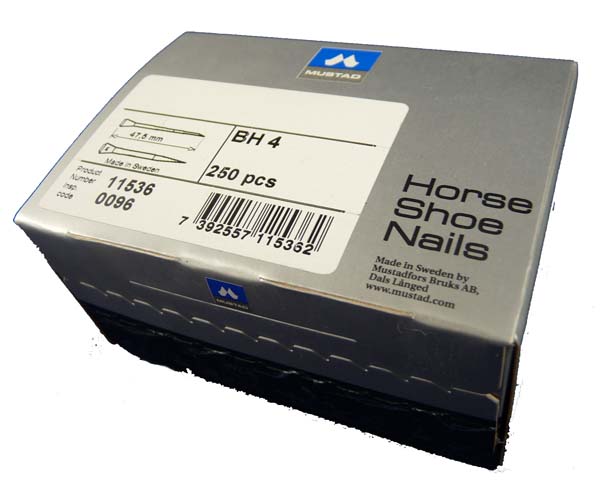 MUSTAD
47,5 mm
Made in Sweden
BH 4
250 pcs
Product
Number
11536
Insp.
code
0096
7 392557 115362
Horse
Shoe
Nails
Made in Sweden by
Mustadfors Bruks AB,
Dals Långed
www.mustad.com
MUSTAD